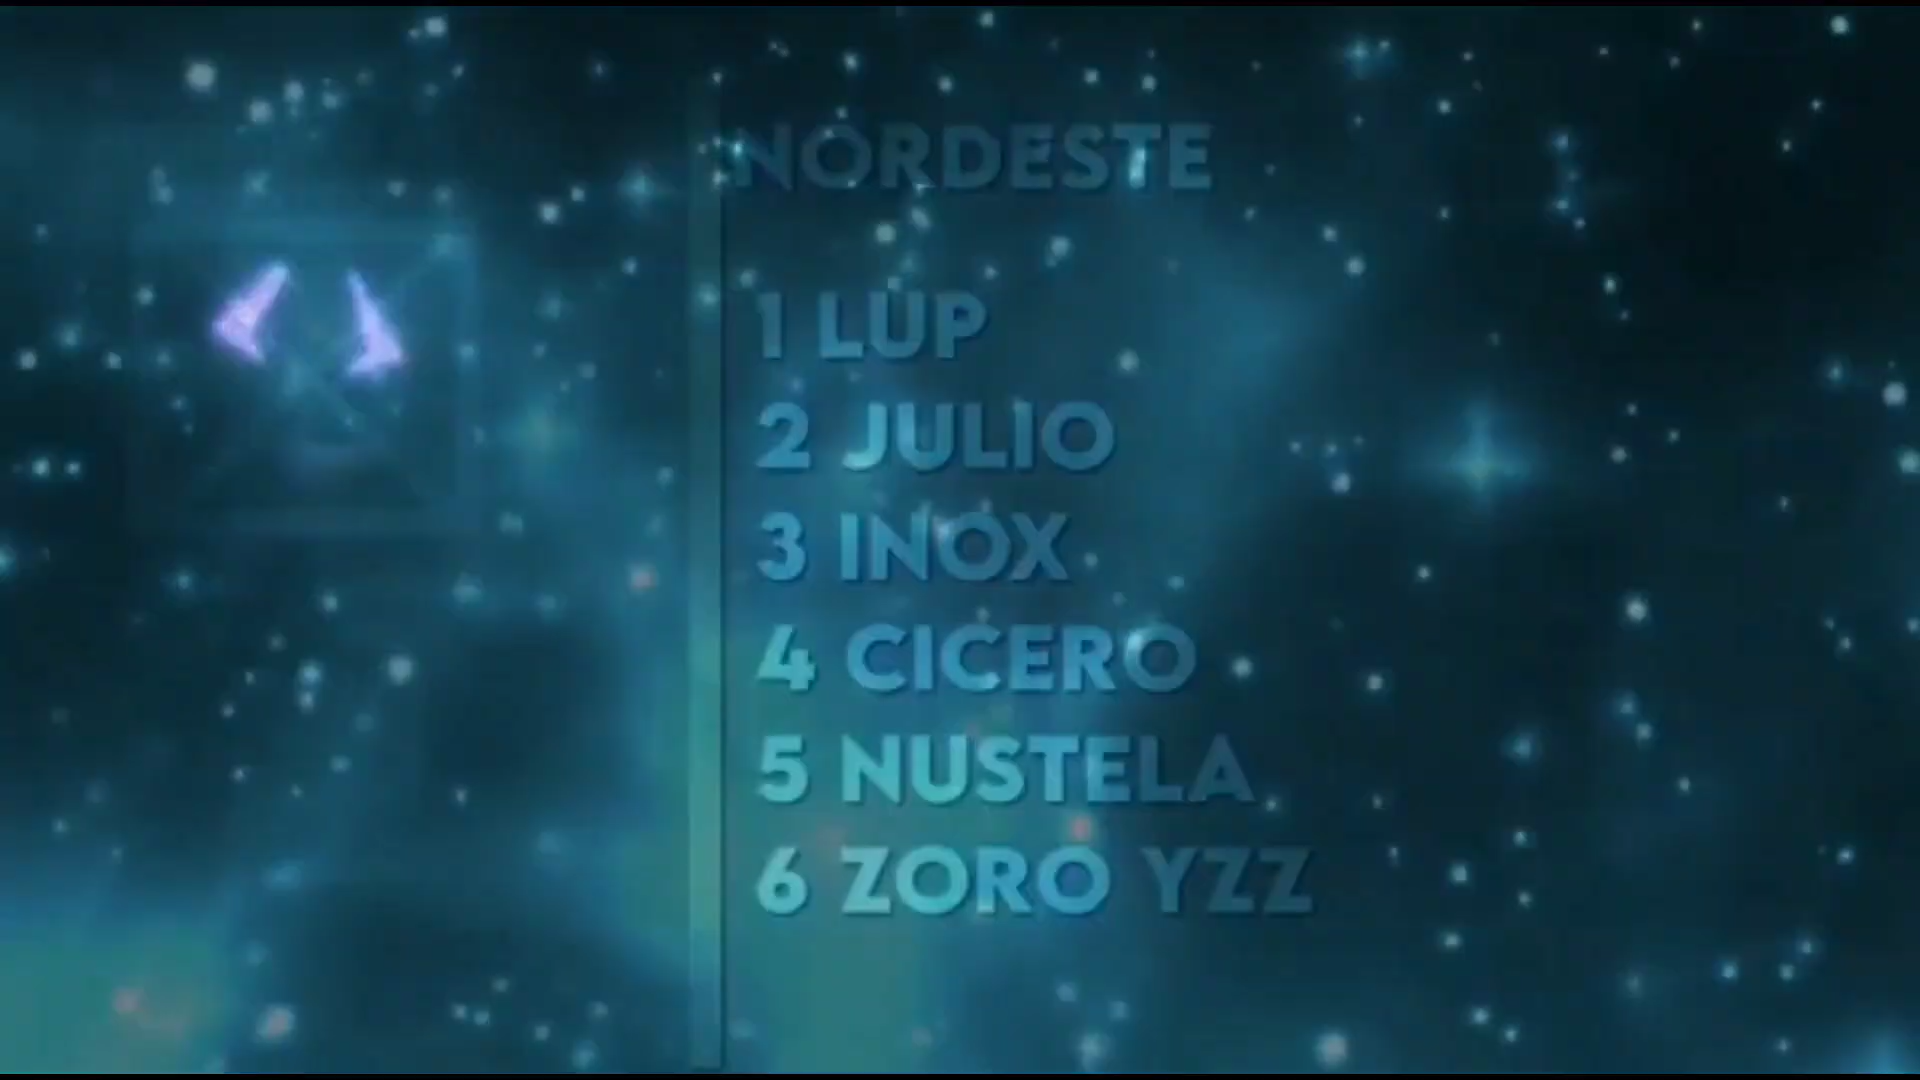 NORDESTE
1 LUP
2 JULIO
3 INOX
4 CICERO
5 NUSTELA
6 ZORO YZZ